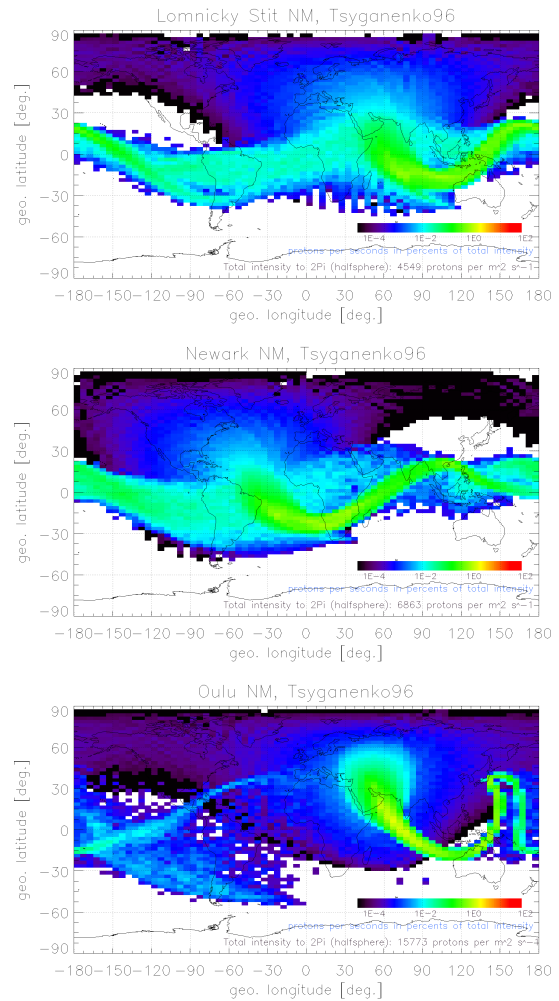 Lomnicky Stit NM, Tsyganenko96
geo. latitude [deg.]
90
60
30
0
−30
−60
−90
1E−4 1E−2 1E0 1E2
protons per seconds in percents of total intensity
Total intensity to 2Pi (halfsphere): 4549 protons per m2 s−1
−180 −150 −120 −90 −60 −30 0 30 60 90 120 150 180
geo. longitude [deg.]
Newark NM, Tsyganenko96
geo. latitude [deg.]
90
60
30
0
−30
−60
−90
1E−4 1E−2 1E0 1E2
protons per seconds in percents of total intensity
Total intensity to 2Pi (halfsphere): 6863 protons per m2 s−1
−180 −150 −120 −90 −60 −30 0 30 60 90 120 150 180
geo. longitude [deg.]
Oulu NM, Tsyganenko96
geo. latitude [deg.]
90
60
30
0
−30
−60
−90
1E−4 1E−2 1E0 1E2
protons per seconds in percents of total intensity
Total intensity to 2Pi (halfsphere): 15773 protons per m2 s−1
−180 −150 −120 −90 −60 −30 0 30 60 90 120 150 180
geo. longitude [deg.]